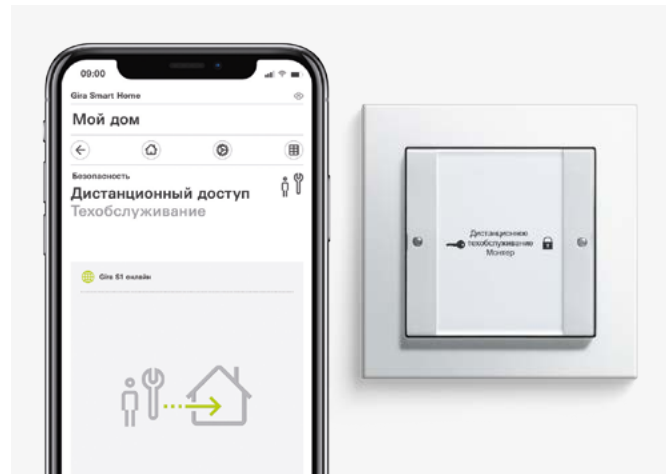 09:00
Gira Smart Home
Мой дом
Безопасность
Дистанционный доступ
Техобслуживание
Gira S1 онлайн
Дистанционное
техобслуживание
Монтер